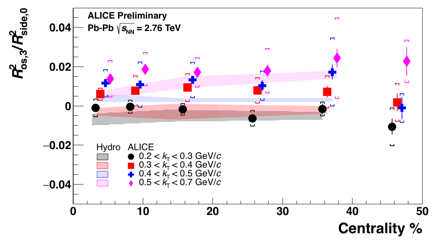 R²os,3/R²side,0
0.04
0.02
0
−0.02
−0.04
ALICE Preliminary
Pb-Pb √sNN = 2.76 TeV
Hydro ALICE
0.2 < kT < 0.3 GeV/c
0.3 < kT < 0.4 GeV/c
0.4 < kT < 0.5 GeV/c
0.5 < kT < 0.7 GeV/c
0 10 20 30 40 50
Centrality %